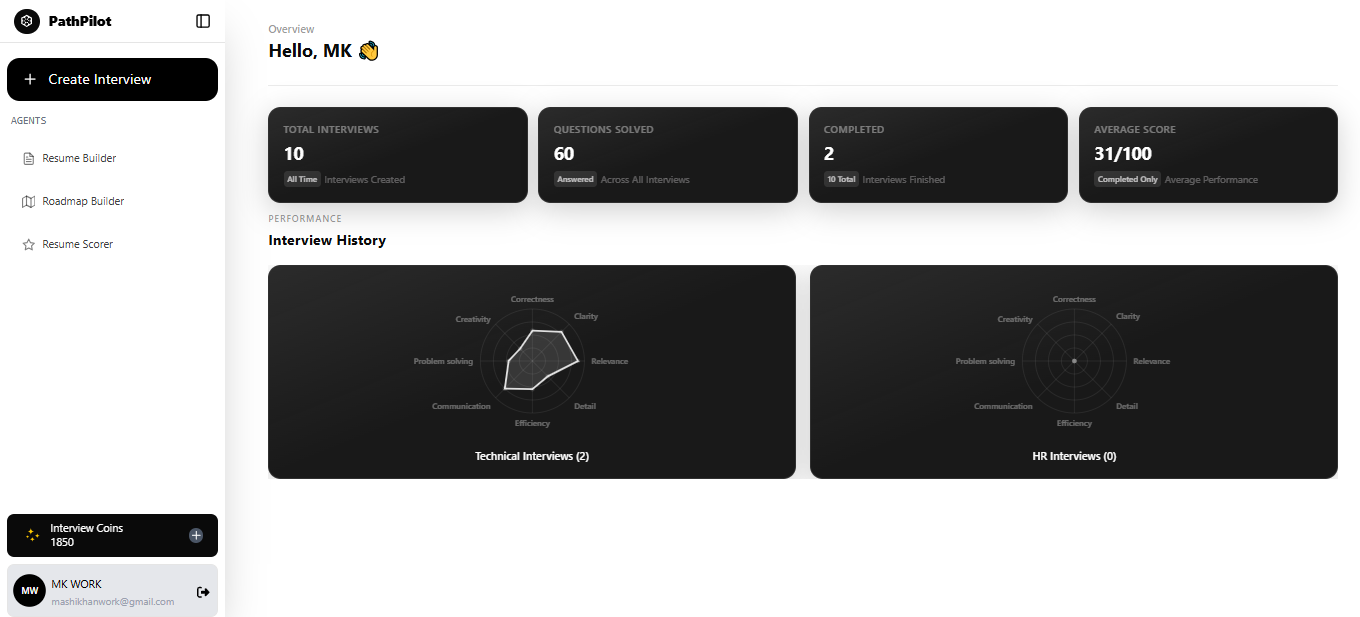 PathPilot
Create Interview
AGENTS
Resume Builder
Roadmap Builder
Resume Scorer
Interview Coins
1850
MW
MK WORK
mashikhanwork@gmail.com
Overview
Hello, MK 👋
TOTAL INTERVIEWS
10
All Time Interviews Created
QUESTIONS SOLVED
60
Answered Across All Interviews
COMPLETED
2
10 Total Interviews Finished
AVERAGE SCORE
31/100
Completed Only Average Performance
PERFORMANCE
Interview History
Correctness
Creativity
Clarity
Problem solving
Relevance
Communication
Detail
Efficiency
Technical Interviews (2)
Correctness
Creativity
Clarity
Problem solving
Relevance
Communication
Detail
Efficiency
HR Interviews (0)